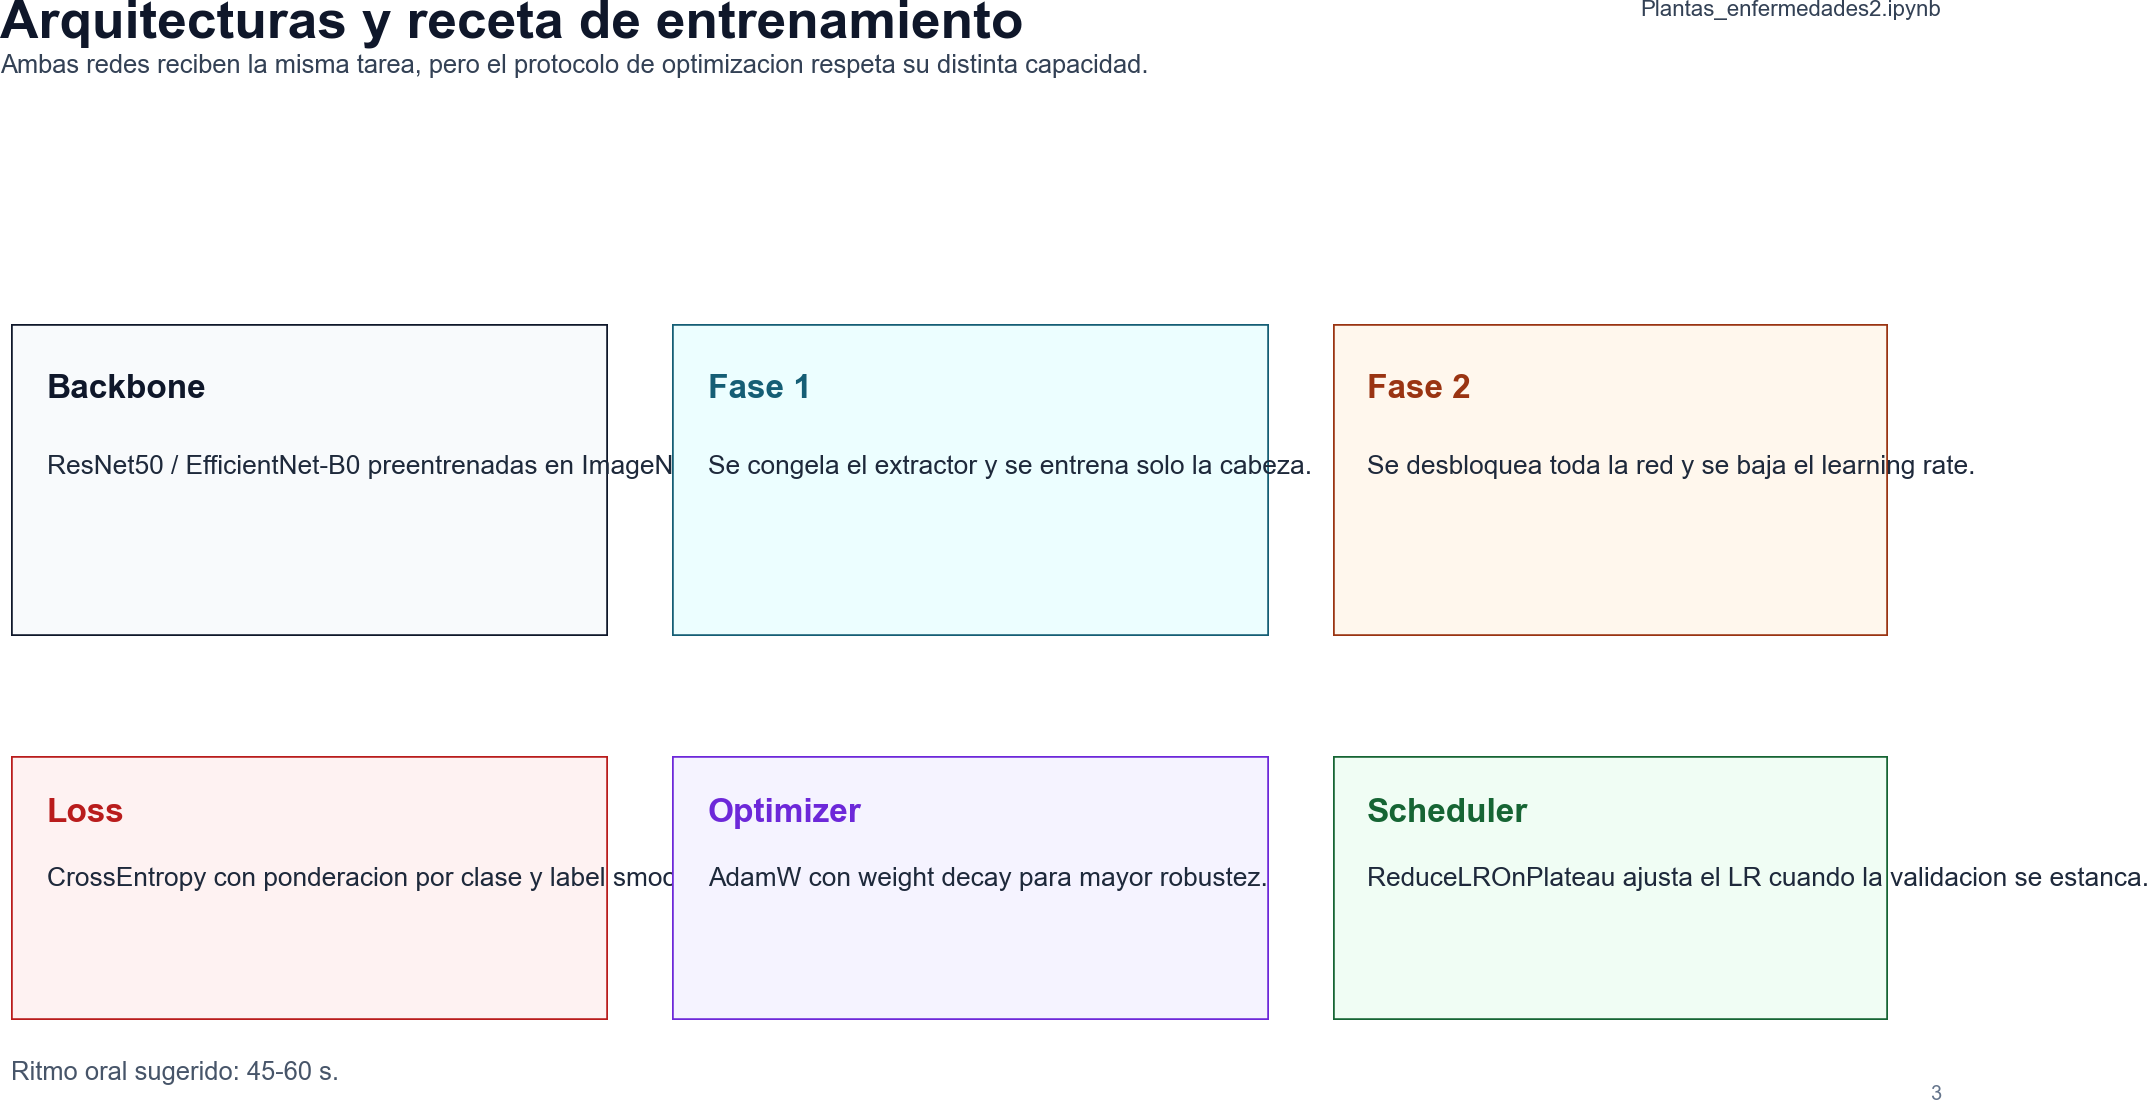 Arquitecturas y receta de entrenamiento
Plantas_enfermedades2.ipynb
Ambas redes reciben la misma tarea, pero el protocolo de optimizacion respeta su distinta capacidad.
Backbone
ResNet50 / EfficientNet-B0 preentrenadas en ImageN
Fase 1
Se congela el extractor y se entrena solo la cabeza.
Fase 2
Se desbloquea toda la red y se baja el learning rate.
Loss
CrossEntropy con ponderacion por clase y label smoo
Optimizer
AdamW con weight decay para mayor robustez.
Scheduler
ReduceLROnPlateau ajusta el LR cuando la validacion se estanca.
Ritmo oral sugerido: 45-60 s.
3